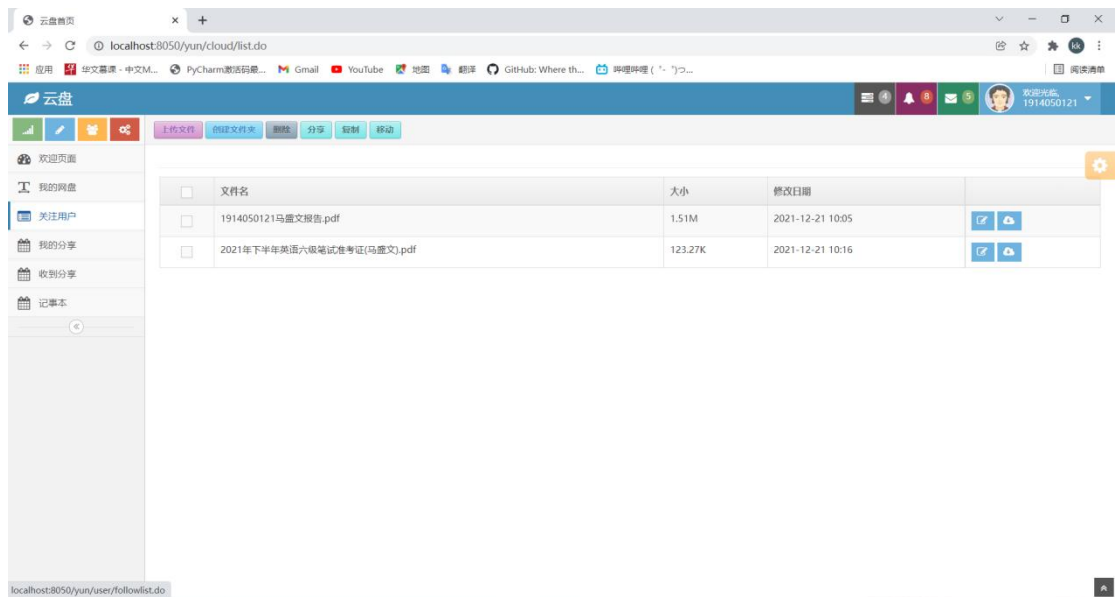 云盘首页
localhost:8050/yun/cloud/list.do
kk
应用 华文慕课 - 中文M... PyCharm激活码最... Gmail YouTube 地图 翻译 GitHub: Where th... 哔哩哔哩 ( ゜- ゜)つ... 阅读清单
云盘 4 8 5 欢迎光临,
1914050121
上传文件 创建文件夹 删除 分享 复制 移动
欢迎页面
我的网盘
关注用户
我的分享
收到分享
记事本
文件名 大小 修改日期
1914050121马盛文报告.pdf 1.51M 2021-12-21 10:05
2021年下半年英语六级笔试准考证(马盛文).pdf 123.27K 2021-12-21 10:16
localhost:8050/yun/user/followlist.do